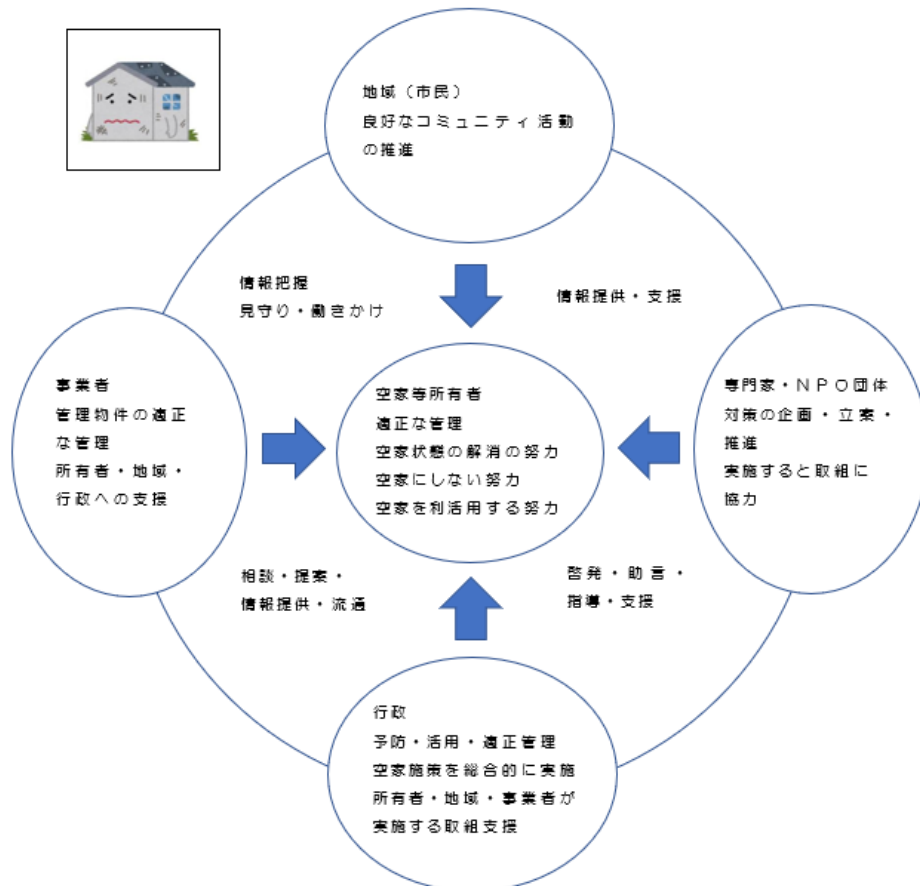 地域（市民）
良好なコミュニティ活動
の推進
情報把握
見守り・働きかけ
情報提供・支援
事業者
管理物件の適正
な管理
所有者・地域・
行政への支援
空家等所有者
適正な管理
空家状態の解消の努力
空家にしない努力
空家を利活用する努力
専門家・ＮＰＯ団体
対策の企画・立案・
推進
実施すると取組に
協力
相談・提案・
情報提供・流通
啓発・助言・
指導・支援
行政
予防・活用・適正管理
空家施策を総合的に実施
所有者・地域・事業者が
実施する取組支援